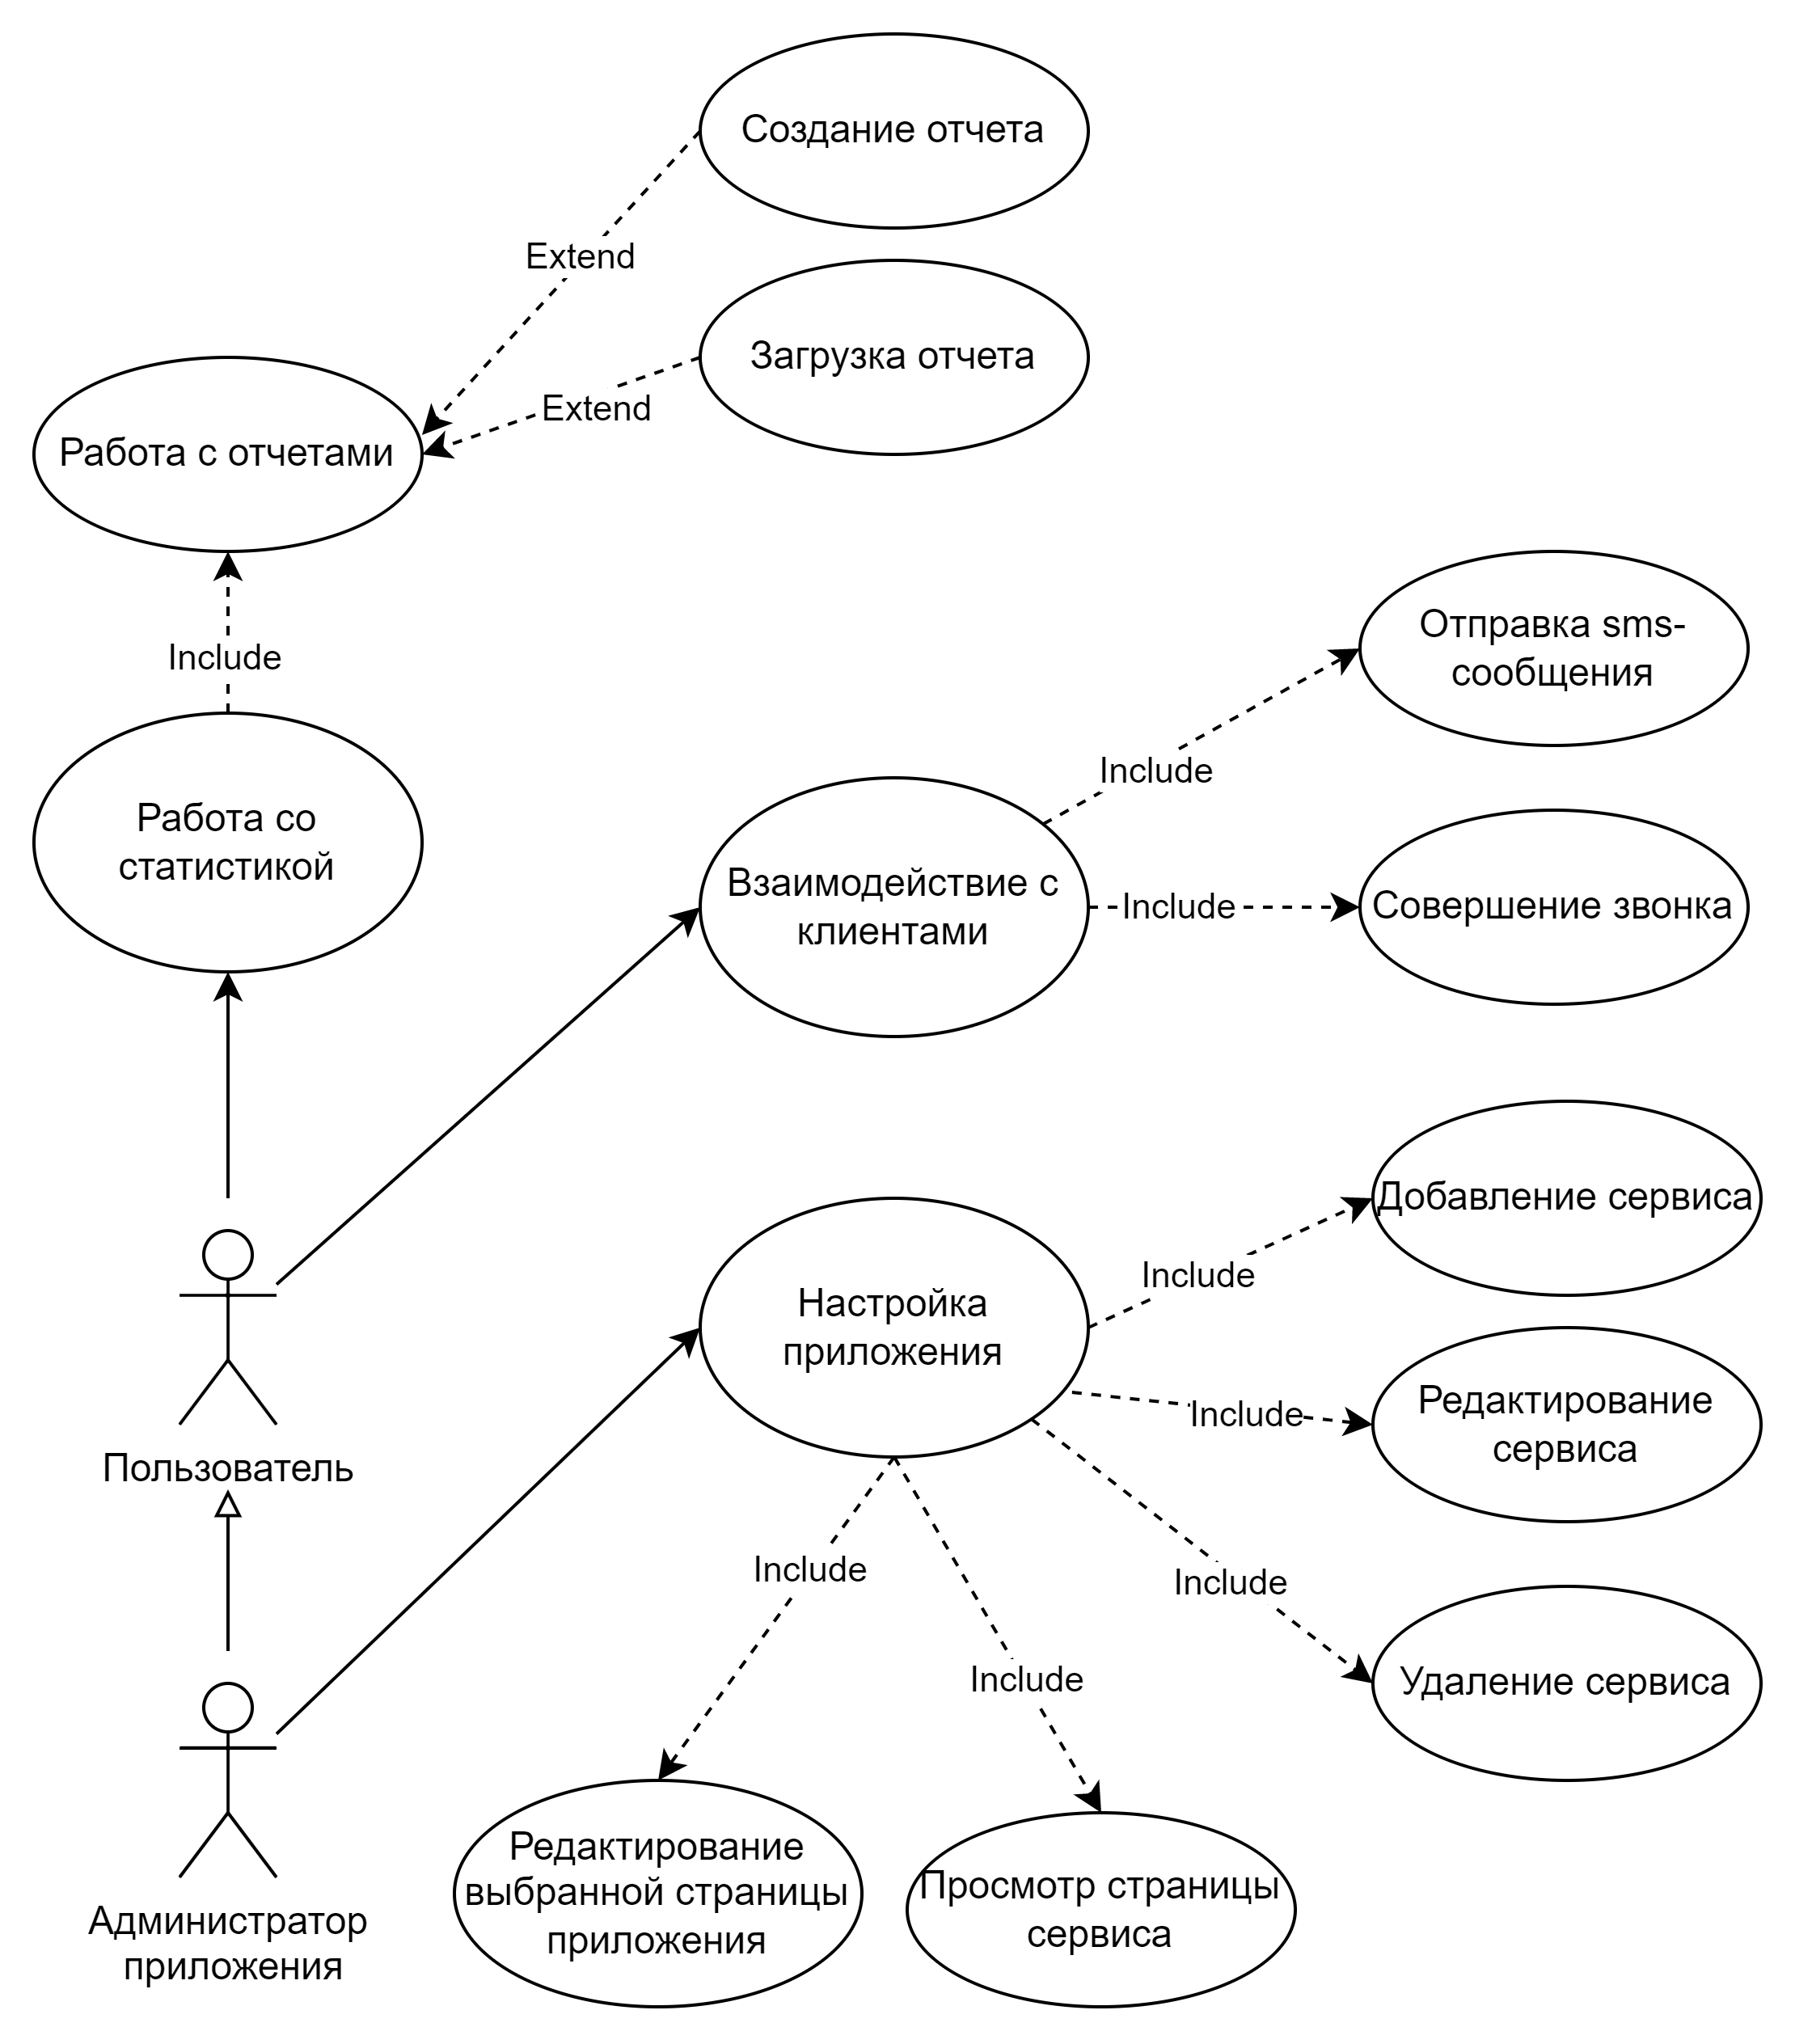 Создание отчета
Extend
Загрузка отчета
Extend
Работа с отчетами
Include
Отправка sms-
сообщения
Include
Работа со
статистикой
Взаимодействие с
клиентами
Include
Совершение звонка
Добавление сервиса
Include
Настройка
приложения
Include
Редактирование
сервиса
Пользователь
Include
Include
Include
Удаление сервиса
Редактирование
выбранной страницы
приложения
Просмотр страницы
сервиса
Администратор
приложения